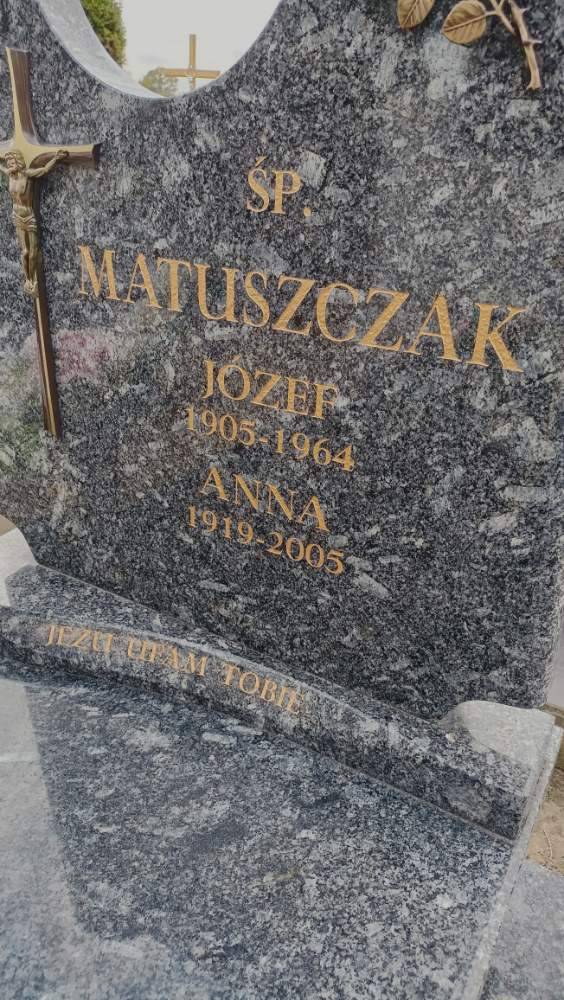 ŚP.
MATUSZCZAK
JÓZEF
1905-1964
ANNA
1919-2005
JEZU UFAM TOBIE